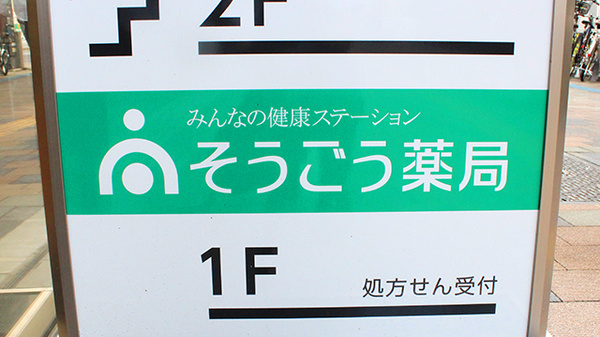 2F
みんなの健康ステーション
そうごう薬局
1F
処方せん受付